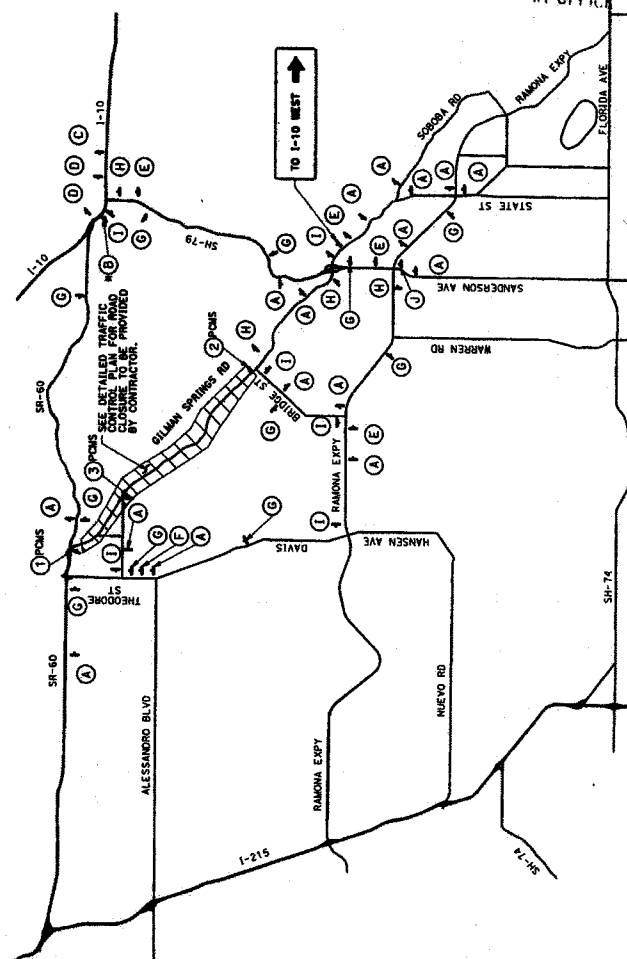 I-10
SR-60
SEE DETAILED TRAFFIC
CONTROL PLAN FOR ROAD
CLOSURE TO BE PROVIDED
BY CONTRACTOR.
1 PCMS
3 PCMS
2 PCMS
GILMAN SPRINGS RD
A
G
I
A
G
F
A
THEODORE
ST
G
A
SR-60
ALESSANDRO BLVD
G
B
I
D
D
C
I-10
H
E
G
SH-79
G
A
A
H
H
I
E
A
A
TO I-10 WEST
SOBOBA RD
RAMONA EXPY
FLORIDA AVE
A
A
A
STATE ST
G
A
A
J
E
H
G
SANDERSON AVE
WARREN RD
G
I
A
G
BRIDGE ST
A
I
E
A
RAMONA EXPY
I
G
DAVIS
HANSEN AVE
NUEVO RD
RAMONA EXPY
I-215
SH-74
SH-74